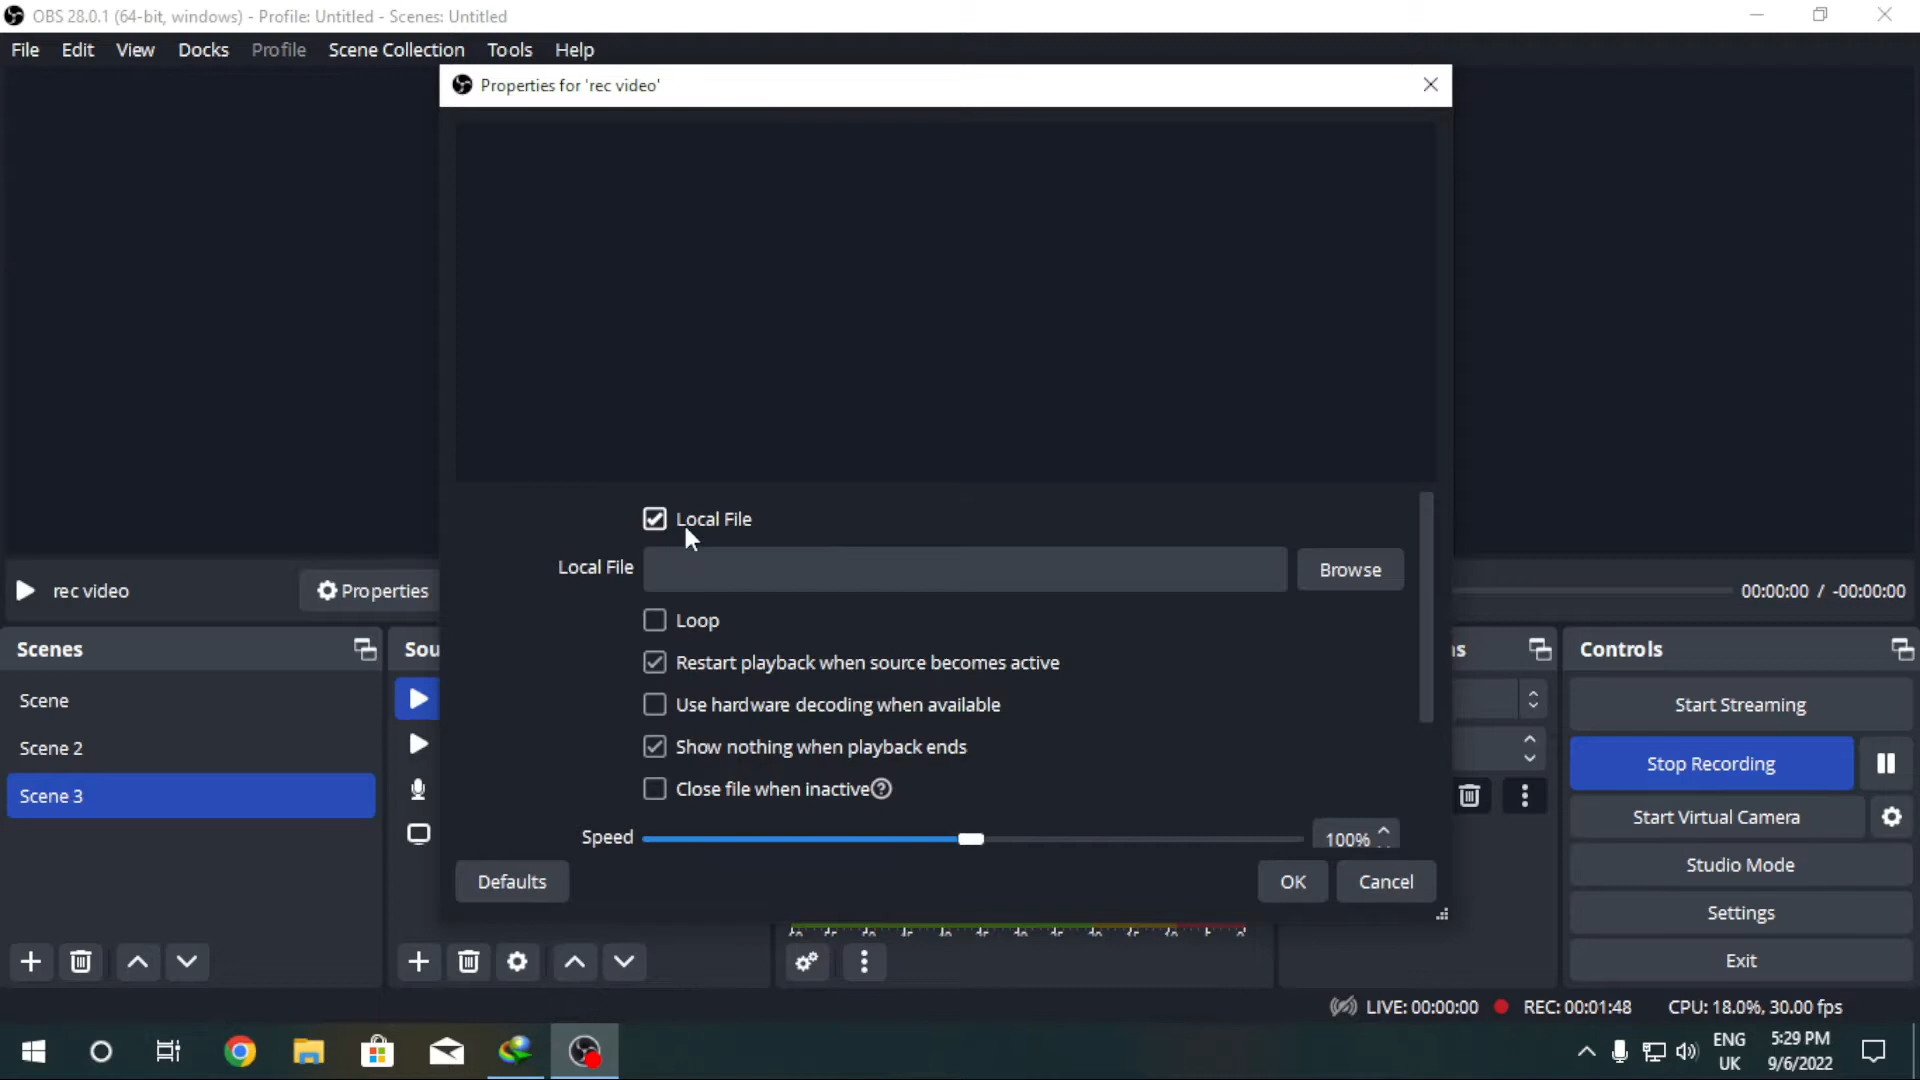 OBS 28.0.1 (64-bit, windows) - Profile: Untitled - Scenes: Untitled
File Edit View Docks Profile Scene Collection Tools Help
Properties for 'rec video'
Local File
Local File Browse
rec video Properties 00:00:00 / -00:00:00
Loop
Scenes Sou Controls
Restart playback when source becomes active
Scene Use hardware decoding when available Start Streaming
Scene 2 Show nothing when playback ends Stop Recording
Scene 3 Close file when inactive
Start Virtual Camera
Speed 100%
Studio Mode
Defaults OK Cancel
Settings
Exit
LIVE: 00:00:00 REC: 00:01:48 CPU: 18.0%, 30.00 fps
ENG 5:29 PM
UK 9/6/2022